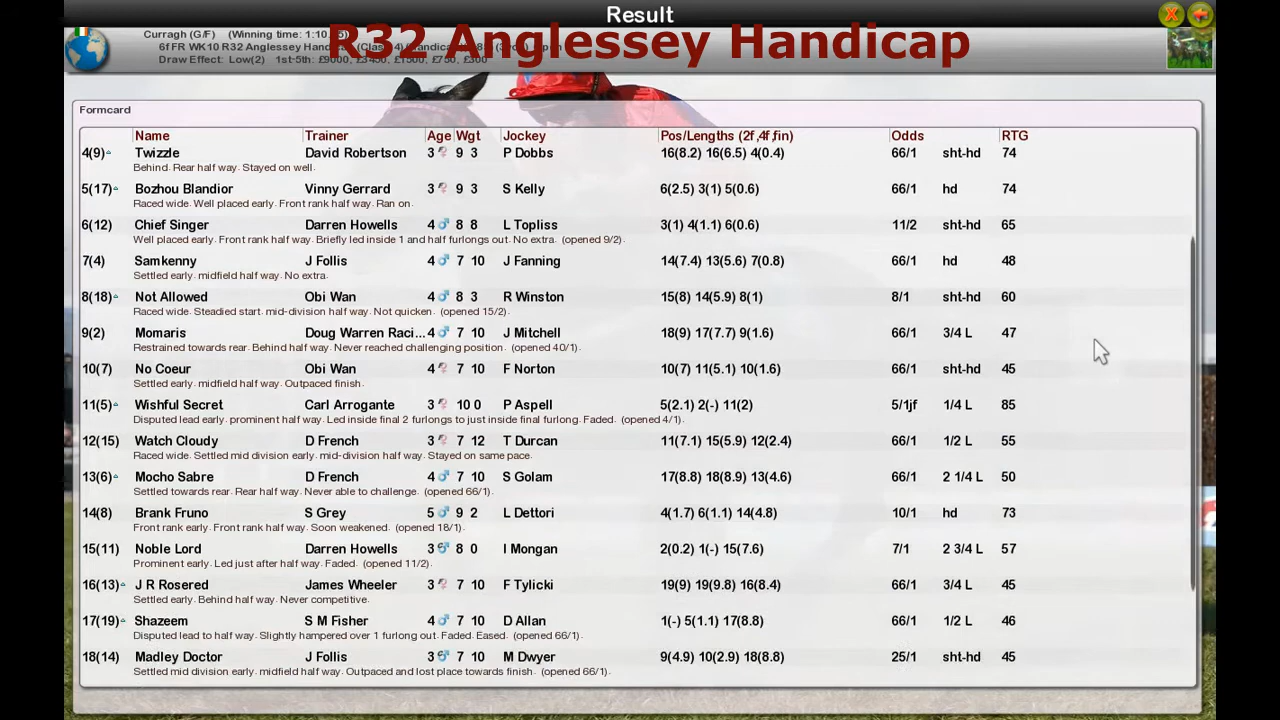 Result
Curragh (G/F) (Winning time: 1:10.
R32 Anglessey Handicap
6fFR WK10 R32 Anglessey Handicap
Draw Effect: Low(2) 1st-5th: £9000, £3450, £1500, £750, £300
Formcard
Name Trainer Age Wgt Jockey Pos/Lengths (2f,4f,fin) Odds RTG
4(9) Twizzle David Robertson 3 9 3 P Dobbs 16(8.2) 16(6.5) 4(0.4) 66/1 sht-hd 74
Behind. Rear half way. Stayed on well.
5(17) Bozhou Blandior Vinny Gerrard 3 9 3 S Kelly 6(2.5) 3(1) 5(0.6) 66/1 hd 74
Raced wide. Well placed early. Front rank half way. Ran on.
6(12) Chief Singer Darren Howells 4 8 8 L Topliss 3(1) 4(1.1) 6(0.6) 11/2 sht-hd 65
Well placed early. Front rank half way. Briefly led inside 1 and half furlongs out. No extra. (opened 9/2).
7(4) Samkenny J Follis 4 7 10 J Fanning 14(7.4) 13(5.6) 7(0.8) 66/1 hd 48
Settled early. midfield half way. No extra.
8(18) Not Allowed Obi Wan 4 8 3 R Winston 15(8) 14(5.9) 8(1) 8/1 sht-hd 60
Raced wide. Steadied start. mid-division half way. Not quicken. (opened 15/2).
9(2) Momaris Doug Warren Raci... 4 7 10 J Mitchell 18(9) 17(7.7) 9(1.6) 66/1 3/4 L 47
Restrained towards rear. Behind half way. Never reached challenging position. (opened 40/1).
10(7) No Coeur Obi Wan 4 7 10 F Norton 10(7) 11(5.1) 10(1.6) 66/1 sht-hd 45
Settled early. midfield half way. Outpaced finish.
11(5) Wishful Secret Carl Arrogante 3 10 0 P Aspell 5(2.1) 2(-) 11(2) 5/1jf 1/4 L 85
Disputed lead early. prominent half way. Led inside final 2 furlongs to just inside final furlong. Faded. (opened 4/1).
12(15) Watch Cloudy D French 3 7 12 T Durcan 11(7.1) 15(5.9) 12(2.4) 66/1 1/2 L 55
Raced wide. Settled mid division early. mid-division half way. Stayed on same pace.
13(6) Mocho Sabre D French 4 7 10 S Golam 17(8.8) 18(8.9) 13(4.6) 66/1 2 1/4 L 50
Settled towards rear. Rear half way. Never able to challenge. (opened 66/1).
14(8) Brank Fruno S Grey 5 9 2 L Dettori 4(1.7) 6(1.1) 14(4.8) 10/1 hd 73
Front rank early. Front rank half way. Soon weakened. (opened 18/1).
15(11) Noble Lord Darren Howells 3 8 0 I Mongan 2(0.2) 1(-) 15(7.6) 7/1 2 3/4 L 57
Prominent early. Led just after half way. Faded. (opened 11/2).
16(13) J R Rosered James Wheeler 3 7 10 F Tylicki 19(9) 19(9.8) 16(8.4) 66/1 3/4 L 45
Settled early. Behind half way. Never competitive.
17(19) Shazeem S M Fisher 4 7 10 D Allan 1(-) 5(1.1) 17(8.8) 66/1 1/2 L 46
Disputed lead to half way. Slightly hampered over 1 furlong out. Faded. Eased. (opened 66/1).
18(14) Madley Doctor J Follis 3 7 10 M Dwyer 9(4.9) 10(2.9) 18(8.8) 25/1 sht-hd 45
Settled mid division early. midfield half way. Outpaced and lost place towards finish. (opened 66/1).